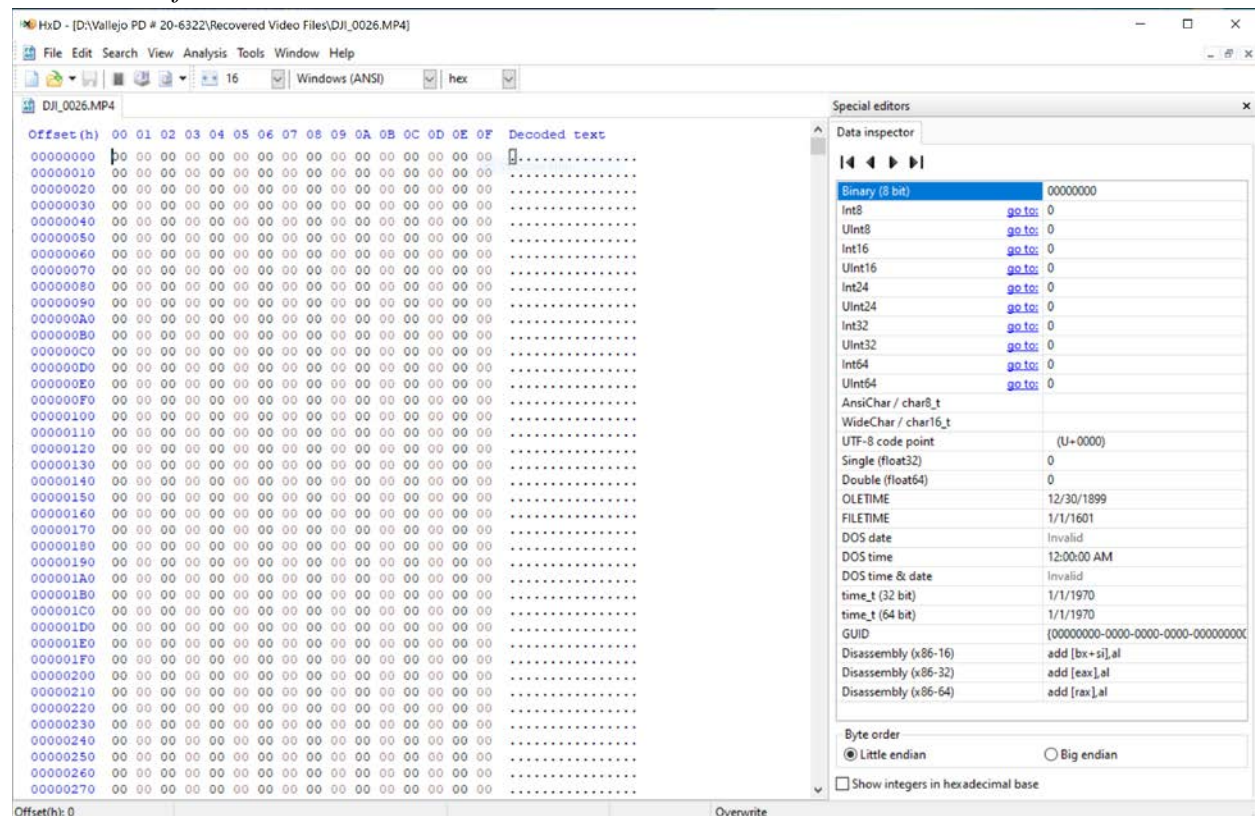 HxD - [D:\Vallejo PD # 20-6322\Recovered Video Files\DJI_0026.MP4]
File Edit Search View Analysis Tools Window Help
16 Windows (ANSI) hex
DJI_0026.MP4
Offset(h) 00 01 02 03 04 05 06 07 08 09 0A 0B 0C 0D 0E 0F Decoded text
00000000 00 00 00 00 00 00 00 00 00 00 00 00 00 00 00 00 ................
00000010 00 00 00 00 00 00 00 00 00 00 00 00 00 00 00 00 ................
00000020 00 00 00 00 00 00 00 00 00 00 00 00 00 00 00 00 ................
00000030 00 00 00 00 00 00 00 00 00 00 00 00 00 00 00 00 ................
00000040 00 00 00 00 00 00 00 00 00 00 00 00 00 00 00 00 ................
00000050 00 00 00 00 00 00 00 00 00 00 00 00 00 00 00 00 ................
00000060 00 00 00 00 00 00 00 00 00 00 00 00 00 00 00 00 ................
00000070 00 00 00 00 00 00 00 00 00 00 00 00 00 00 00 00 ................
00000080 00 00 00 00 00 00 00 00 00 00 00 00 00 00 00 00 ................
00000090 00 00 00 00 00 00 00 00 00 00 00 00 00 00 00 00 ................
000000A0 00 00 00 00 00 00 00 00 00 00 00 00 00 00 00 00 ................
000000B0 00 00 00 00 00 00 00 00 00 00 00 00 00 00 00 00 ................
000000C0 00 00 00 00 00 00 00 00 00 00 00 00 00 00 00 00 ................
000000D0 00 00 00 00 00 00 00 00 00 00 00 00 00 00 00 00 ................
000000E0 00 00 00 00 00 00 00 00 00 00 00 00 00 00 00 00 ................
000000F0 00 00 00 00 00 00 00 00 00 00 00 00 00 00 00 00 ................
00000100 00 00 00 00 00 00 00 00 00 00 00 00 00 00 00 00 ................
00000110 00 00 00 00 00 00 00 00 00 00 00 00 00 00 00 00 ................
00000120 00 00 00 00 00 00 00 00 00 00 00 00 00 00 00 00 ................
00000130 00 00 00 00 00 00 00 00 00 00 00 00 00 00 00 00 ................
00000140 00 00 00 00 00 00 00 00 00 00 00 00 00 00 00 00 ................
00000150 00 00 00 00 00 00 00 00 00 00 00 00 00 00 00 00 ................
00000160 00 00 00 00 00 00 00 00 00 00 00 00 00 00 00 00 ................
00000170 00 00 00 00 00 00 00 00 00 00 00 00 00 00 00 00 ................
00000180 00 00 00 00 00 00 00 00 00 00 00 00 00 00 00 00 ................
00000190 00 00 00 00 00 00 00 00 00 00 00 00 00 00 00 00 ................
000001A0 00 00 00 00 00 00 00 00 00 00 00 00 00 00 00 00 ................
000001B0 00 00 00 00 00 00 00 00 00 00 00 00 00 00 00 00 ................
000001C0 00 00 00 00 00 00 00 00 00 00 00 00 00 00 00 00 ................
000001D0 00 00 00 00 00 00 00 00 00 00 00 00 00 00 00 00 ................
000001E0 00 00 00 00 00 00 00 00 00 00 00 00 00 00 00 00 ................
000001F0 00 00 00 00 00 00 00 00 00 00 00 00 00 00 00 00 ................
00000200 00 00 00 00 00 00 00 00 00 00 00 00 00 00 00 00 ................
00000210 00 00 00 00 00 00 00 00 00 00 00 00 00 00 00 00 ................
00000220 00 00 00 00 00 00 00 00 00 00 00 00 00 00 00 00 ................
00000230 00 00 00 00 00 00 00 00 00 00 00 00 00 00 00 00 ................
00000240 00 00 00 00 00 00 00 00 00 00 00 00 00 00 00 00 ................
00000250 00 00 00 00 00 00 00 00 00 00 00 00 00 00 00 00 ................
00000260 00 00 00 00 00 00 00 00 00 00 00 00 00 00 00 00 ................
00000270 00 00 00 00 00 00 00 00 00 00 00 00 00 00 00 00 ................
Special editors
Data inspector
Binary (8 bit) 00000000
Int8 go to: 0
UInt8 go to: 0
Int16 go to: 0
UInt16 go to: 0
Int24 go to: 0
UInt24 go to: 0
Int32 go to: 0
UInt32 go to: 0
Int64 go to: 0
UInt64 go to: 0
AnsiChar / char8_t
WideChar / char16_t
UTF-8 code point (U+0000)
Single (float32) 0
Double (float64) 0
OLETIME 12/30/1899
FILETIME 1/1/1601
DOS date Invalid
DOS time 12:00:00 AM
DOS time & date Invalid
time_t (32 bit) 1/1/1970
time_t (64 bit) 1/1/1970
GUID {00000000-0000-0000-0000-00000000
Disassembly (x86-16) add [bx+si],al
Disassembly (x86-32) add [eax],al
Disassembly (x86-64) add [rax],al
Byte order
Little endian Big endian
Show integers in hexadecimal base
Offset(h): 0 Overwrite